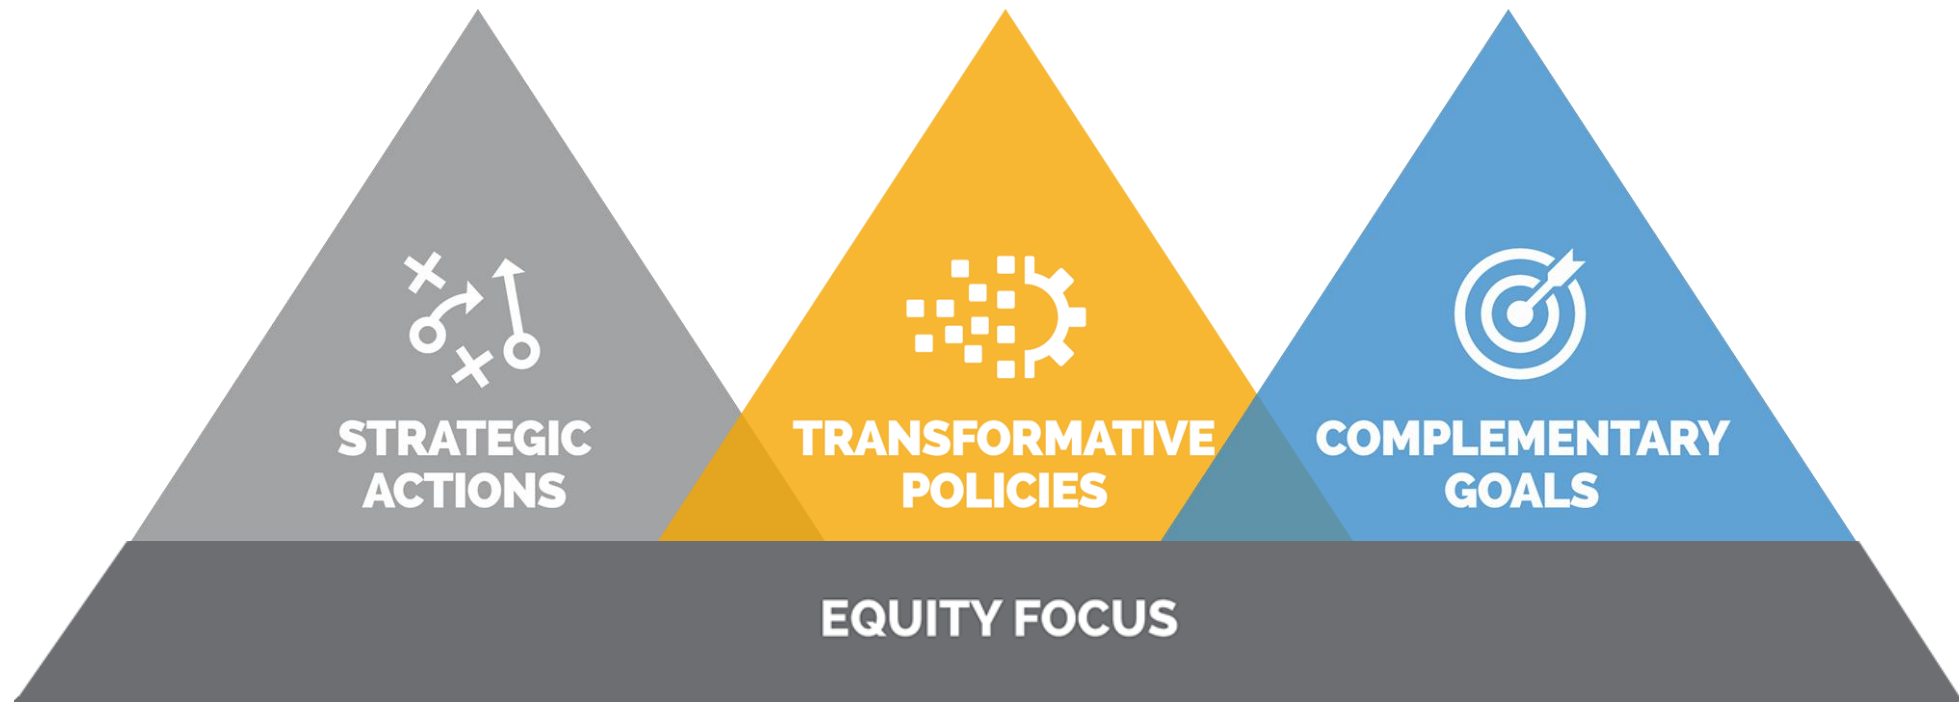 STRATEGIC
ACTIONS
TRANSFORMATIVE
POLICIES
COMPLEMENTARY
GOALS
EQUITY FOCUS